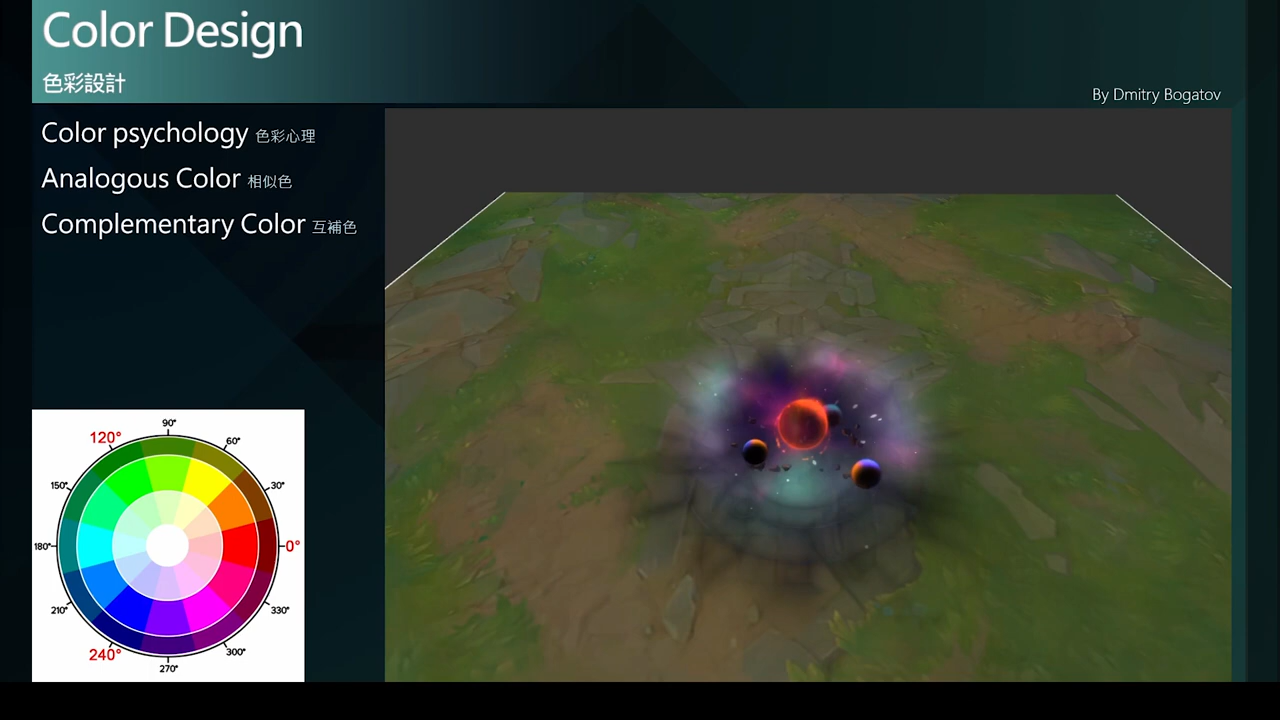 Color Design
色彩設計
By Dmitry Bogatov
Color psychology 色彩心理
Analogous Color 相似色
Complementary Color 互補色
90°
120°
60°
150°
30°
180°
0°
210°
330°
240°
300°
270°